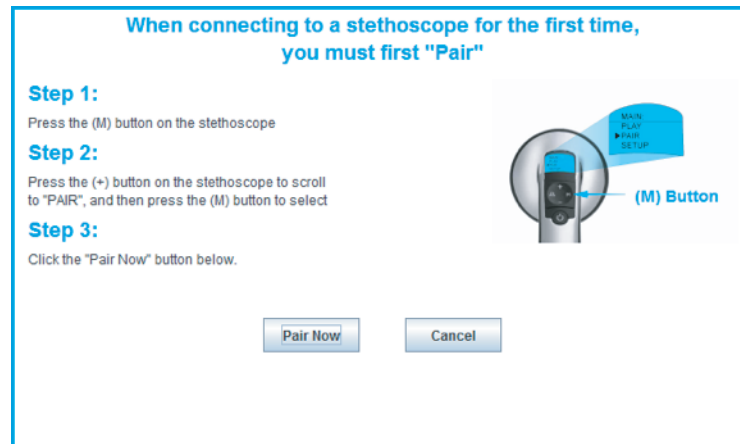 When connecting to a stethoscope for the first time,
you must first "Pair"
Step 1:
Press the (M) button on the stethoscope
Step 2:
Press the (+) button on the stethoscope to scroll
to "PAIR", and then press the (M) button to select
Step 3:
Click the "Pair Now" button below.
MAIN
PLAY
▶PAIR
SETUP
(M) Button
Pair Now
Cancel